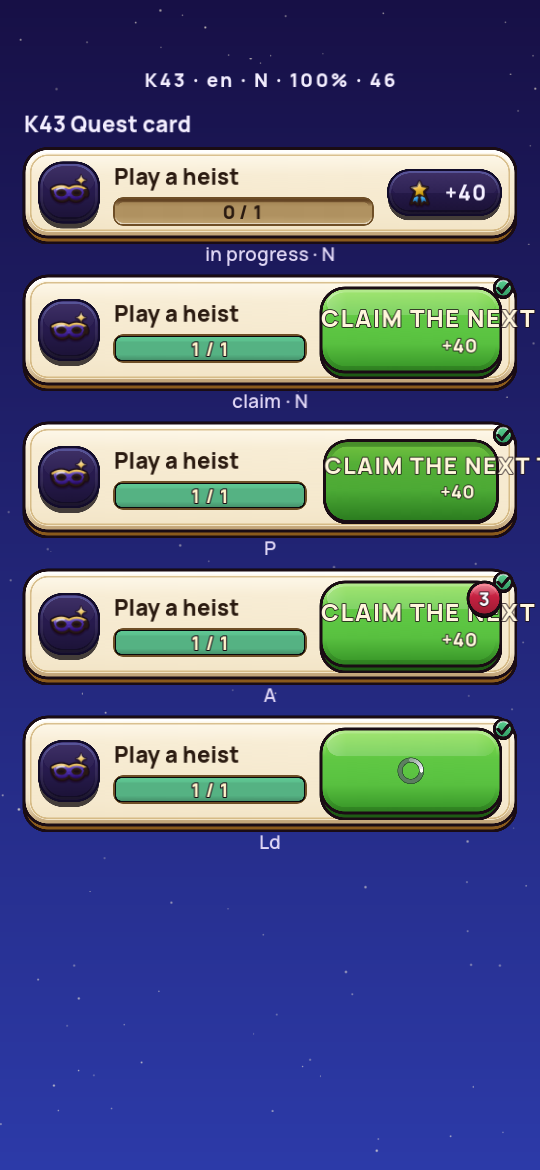 K43 · en · N · 100% · 46
K43 Quest card
Play a heist
0 / 1
+40
in progress · N
Play a heist
CLAIM THE NEXT
1 / 1
+40
claim · N
Play a heist
CLAIM THE NEXT
1 / 1
+40
P
Play a heist
3
CLAIM THE NEXT
1 / 1
+40
A
Play a heist
1 / 1
Ld